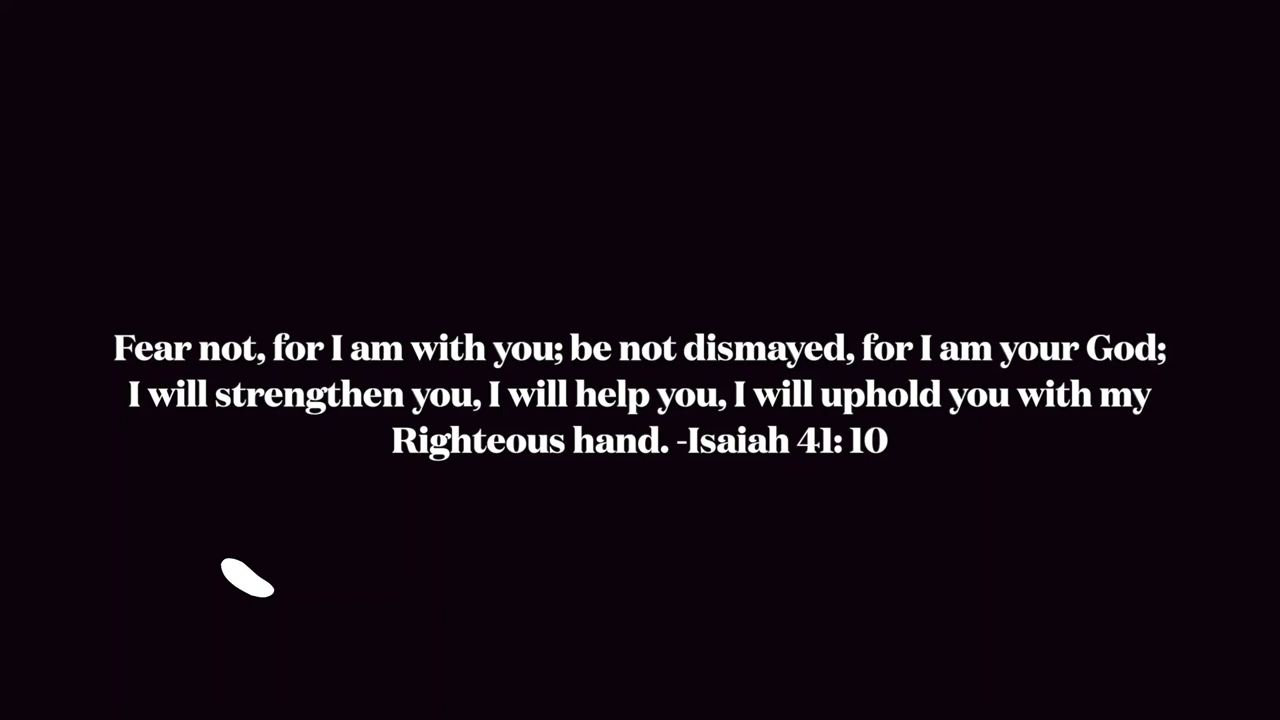 Fear not, for I am with you; be not dismayed, for I am your God;
I will strengthen you, I will help you, I will uphold you with my
Righteous hand. -Isaiah 41: 10